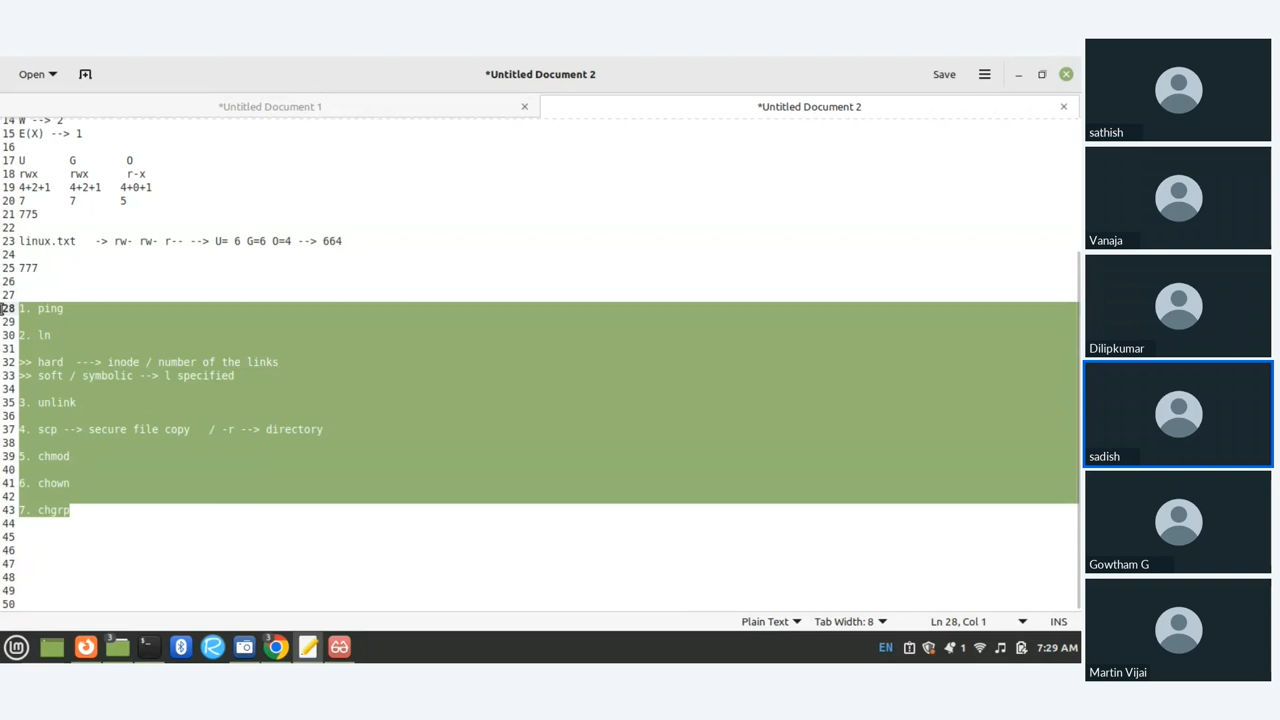 Open
*Untitled Document 2
Save
*Untitled Document 1
*Untitled Document 2
14 W --> 2
15 E(X) --> 1
16
17 U G O
18 rwx rwx r-x
19 4+2+1 4+2+1 4+0+1
20 7 7 5
21 775
22
23 linux.txt -> rw- rw- r-- --> U= 6 G=6 O=4 --> 664
24
25 777
26
27
28 1. ping
29
30 2. ln
31
32 >> hard ---> inode / number of the links
33 >> soft / symbolic --> l specified
34
35 3. unlink
36
37 4. scp --> secure file copy / -r --> directory
38
39 5. chmod
40
41 6. chown
42
43 7. chgrp
44
45
46
47
48
49
50
Plain Text Tab Width: 8 Ln 28, Col 1 INS
3 3 EN 1 7:29 AM
sathish
Vanaja
Dilipkumar
sadish
Gowtham G
Martin Vijai